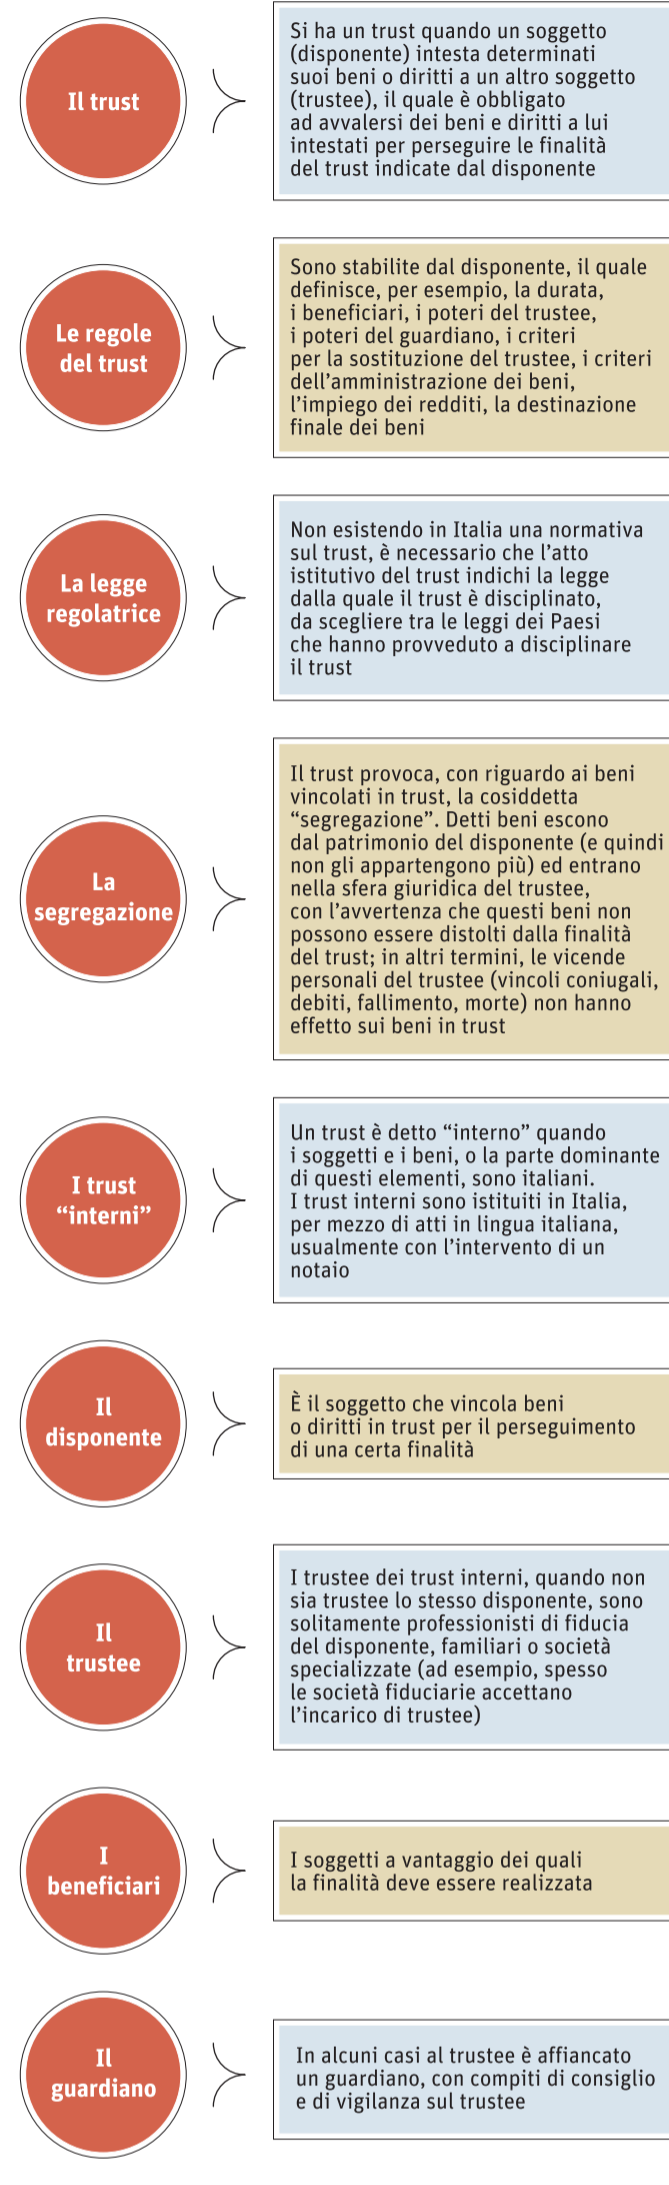 Il trust
Si ha un trust quando un soggetto
(disponente) intesta determinati
suoi beni o diritti a un altro soggetto
(trustee), il quale è obbligato
ad avvalersi dei beni e diritti a lui
intestati per perseguire le finalità
del trust indicate dal disponente
Le regole
del trust
Sono stabilite dal disponente, il quale
definisce, per esempio, la durata,
i beneficiari, i poteri del trustee,
i poteri del guardiano, i criteri
per la sostituzione del trustee, i criteri
dell’amministrazione dei beni,
l’impiego dei redditi, la destinazione
finale dei beni
La legge
regolatrice
Non esistendo in Italia una normativa
sul trust, è necessario che l’atto
istitutivo del trust indichi la legge
dalla quale il trust è disciplinato,
da scegliere tra le leggi dei Paesi
che hanno provveduto a disciplinare
il trust
La
segregazione
Il trust provoca, con riguardo ai beni
vincolati in trust, la cosiddetta
“segregazione”. Detti beni escono
dal patrimonio del disponente (e quindi
non gli appartengono più) ed entrano
nella sfera giuridica del trustee,
con l’avvertenza che questi beni non
possono essere distolti dalla finalità
del trust; in altri termini, le vicende
personali del trustee (vincoli coniugali,
debiti, fallimento, morte) non hanno
effetto sui beni in trust
I trust
“interni”
Un trust è detto “interno” quando
i soggetti e i beni, o la parte dominante
di questi elementi, sono italiani.
I trust interni sono istituiti in Italia,
per mezzo di atti in lingua italiana,
usualmente con l’intervento di un
notaio
Il
disponente
È il soggetto che vincola beni
o diritti in trust per il perseguimento
di una certa finalità
Il
trustee
I trustee dei trust interni, quando non
sia trustee lo stesso disponente, sono
solitamente professionisti di fiducia
del disponente, familiari o società
specializzate (ad esempio, spesso
le società fiduciarie accettano
l’incarico di trustee)
I
beneficiari
I soggetti a vantaggio dei quali
la finalità deve essere realizzata
Il
guardiano
In alcuni casi al trustee è affiancato
un guardiano, con compiti di consiglio
e di vigilanza sul trustee